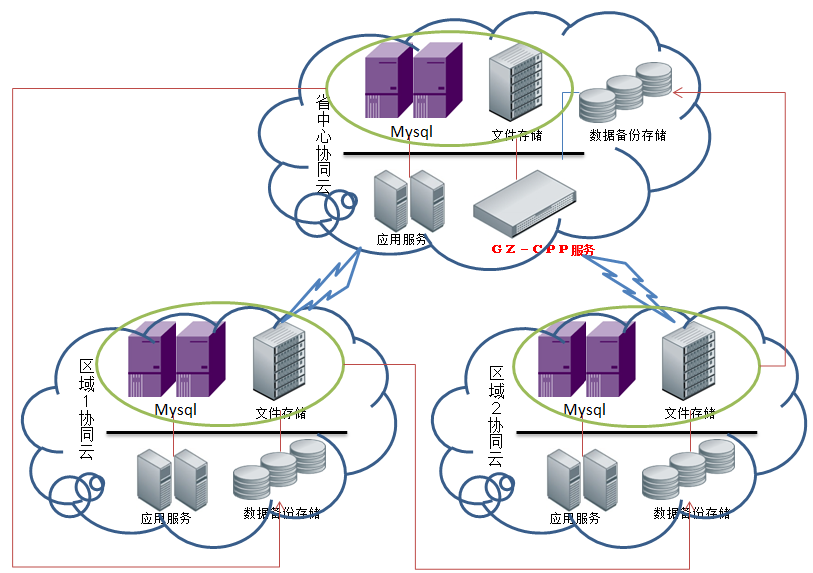 省中心协同云
Mysql
文件存储
数据备份存储
应用服务
GZ-CPP服务
区域1协同云
Mysql
文件存储
应用服务
数据备份存储
区域2协同云
Mysql
文件存储
应用服务
数据备份存储